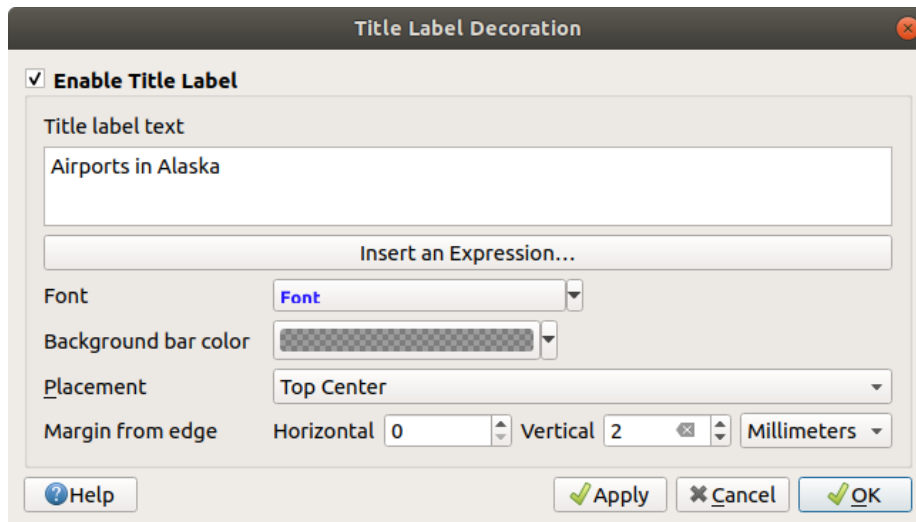 Title Label Decoration
Enable Title Label
Title label text
Airports in Alaska
Insert an Expression…
Font Font
Background bar color
Placement Top Center
Margin from edge Horizontal 0 Vertical 2 Millimeters
Help Apply Cancel OK